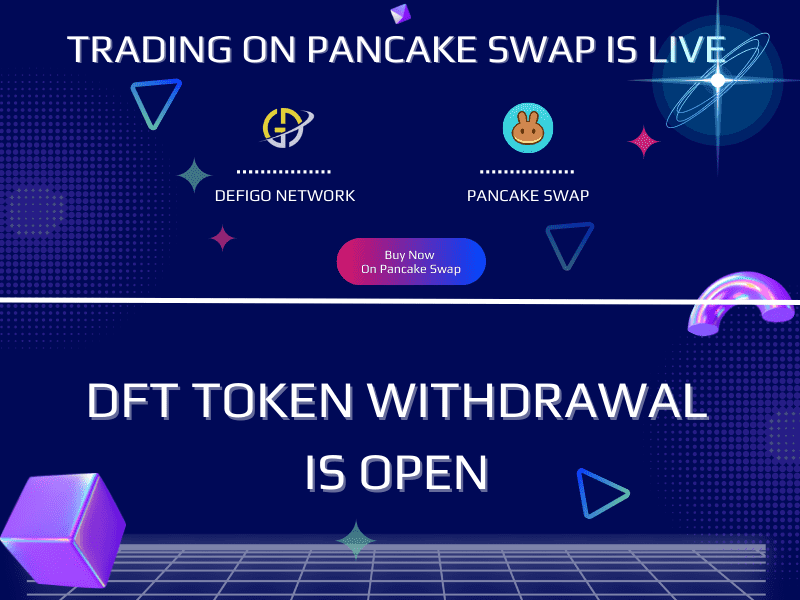 TRADING ON PANCAKE SWAP IS LIVE
DEFIGO NETWORK
PANCAKE SWAP
Buy Now
On Pancake Swap
DFT TOKEN WITHDRAWAL
IS OPEN